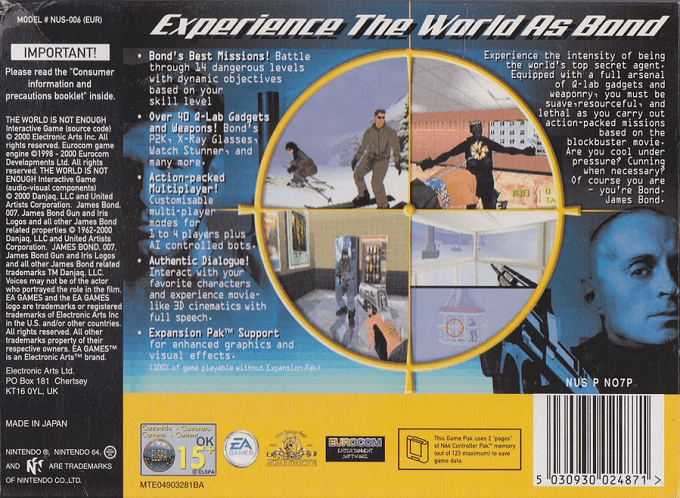 MODEL # NUS-006 (EUR)
IMPORTANT!
Please read the "Consumer
information and
precautions booklet" inside.
THE WORLD IS NOT ENOUGH
Interactive Game (source code)
© 2000 Electronic Arts Inc. All
rights reserved. Eurocom game
engine ©1998 - 2000 Eurocom
Developments Ltd. All rights
reserved. THE WORLD IS NOT
ENOUGH Interactive Game
(audio-visual components)
© 2000 Danjaq, LLC and United
Artists Corporation. James Bond,
007, James Bond Gun and Iris
Logos and all other James Bond
related properties © 1962-2000
Danjaq, LLC and United Artists
Corporation. JAMES BOND, 007,
James Bond Gun and Iris Logos
and all other James Bond related
trademarks TM Danjaq, LLC.
Voices may not be of the actor
who portrayed the role in the film.
EA GAMES and the EA GAMES
logo are trademarks or registered
trademarks of Electronic Arts Inc
in the U.S. and/or other countries.
All rights reserved. All other
trademarks property of their
respective owners. EA GAMES™
is an Electronic Arts™ brand.
Electronic Arts Ltd.
PO Box 181 Chertsey
KT16 0YL, UK
MADE IN JAPAN
NINTENDO ®, NINTENDO 64,
AND ARE TRADEMARKS
OF NINTENDO CO.,LTD.
Experience The World As Bond
• Bond's Best Missions! Battle
through 14 dangerous levels
with dynamic objectives
based on your
skill level
• Over 40 Q-Lab Gadgets
and Weapons! Bond's
P2K, X-Ray Glasses,
Watch Stunner, and
many more.
• Action-packed
Multiplayer!
Customisable
multi-player
modes for
1 to 4 players plus
AI controlled bots.
• Authentic Dialogue!
Interact with your
favorite characters
and experience movie-
like 3D cinematics with
full speech.
• Expansion Pak™ Support
for enhanced graphics and
visual effects.
(100% of game playable without Expansion Pak)
Experience the intensity of being
the world's top secret agent.
Equipped with a full arsenal
of Q-lab gadgets and
weaponry, you must be
suave,resourceful, and
lethal as you carry out
action-packed missions
based on the
blockbuster movie.
Are you cool under
pressure? Cunning
when necessary?
Of course you are
- you're Bond.
James Bond.
NUS P NO7P
Contenido • Contenuto
ELSPA
OK
15+
© ELSPA
MTE04903281BA
EA
GAMES
EUROCOM
ENTERTAINMENT
SOFTWARE
This Game Pak uses 2 "pages"
of N64 Controller Pak™ memory
(out of 123 maximum) to save
game data.
5 030930 024871 >